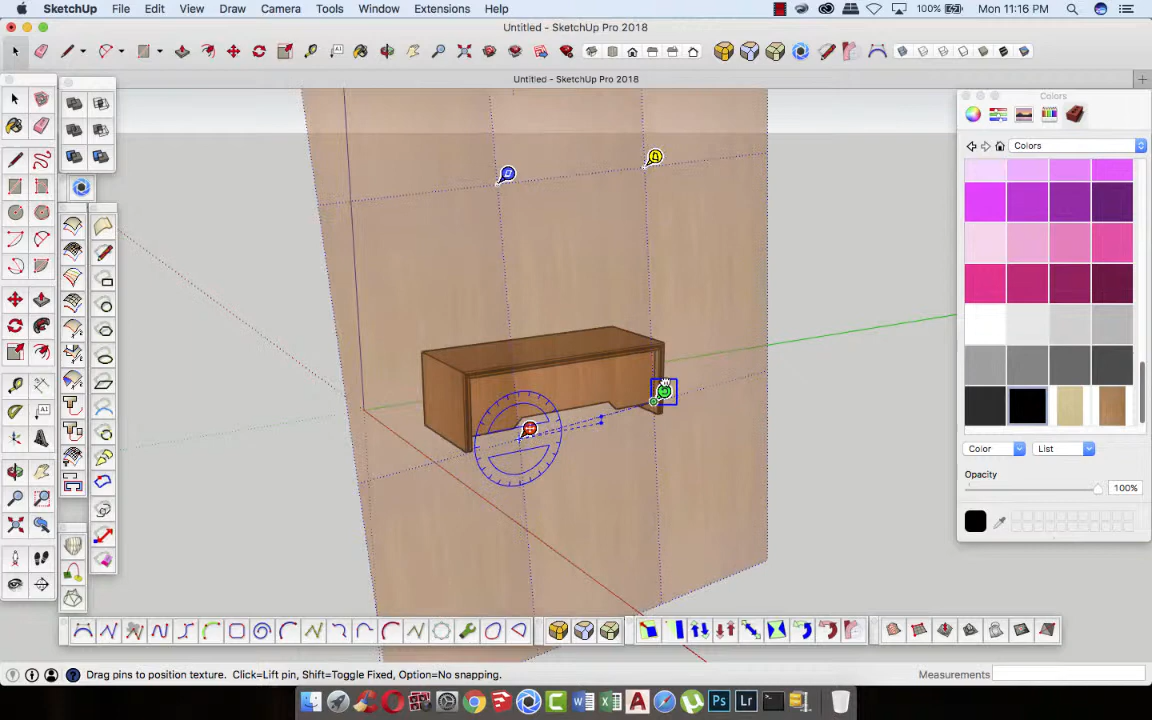 SketchUp File Edit View Draw Camera Tools Window Extensions Help 100% Mon 11:16 PM
Untitled - SketchUp Pro 2018
Untitled - SketchUp Pro 2018
Colors
Colors
Color List
Opacity
100%
Drag pins to position texture. Click=Lift pin, Shift=Toggle Fixed, Option=No snapping.
Measurements
Ps Lr